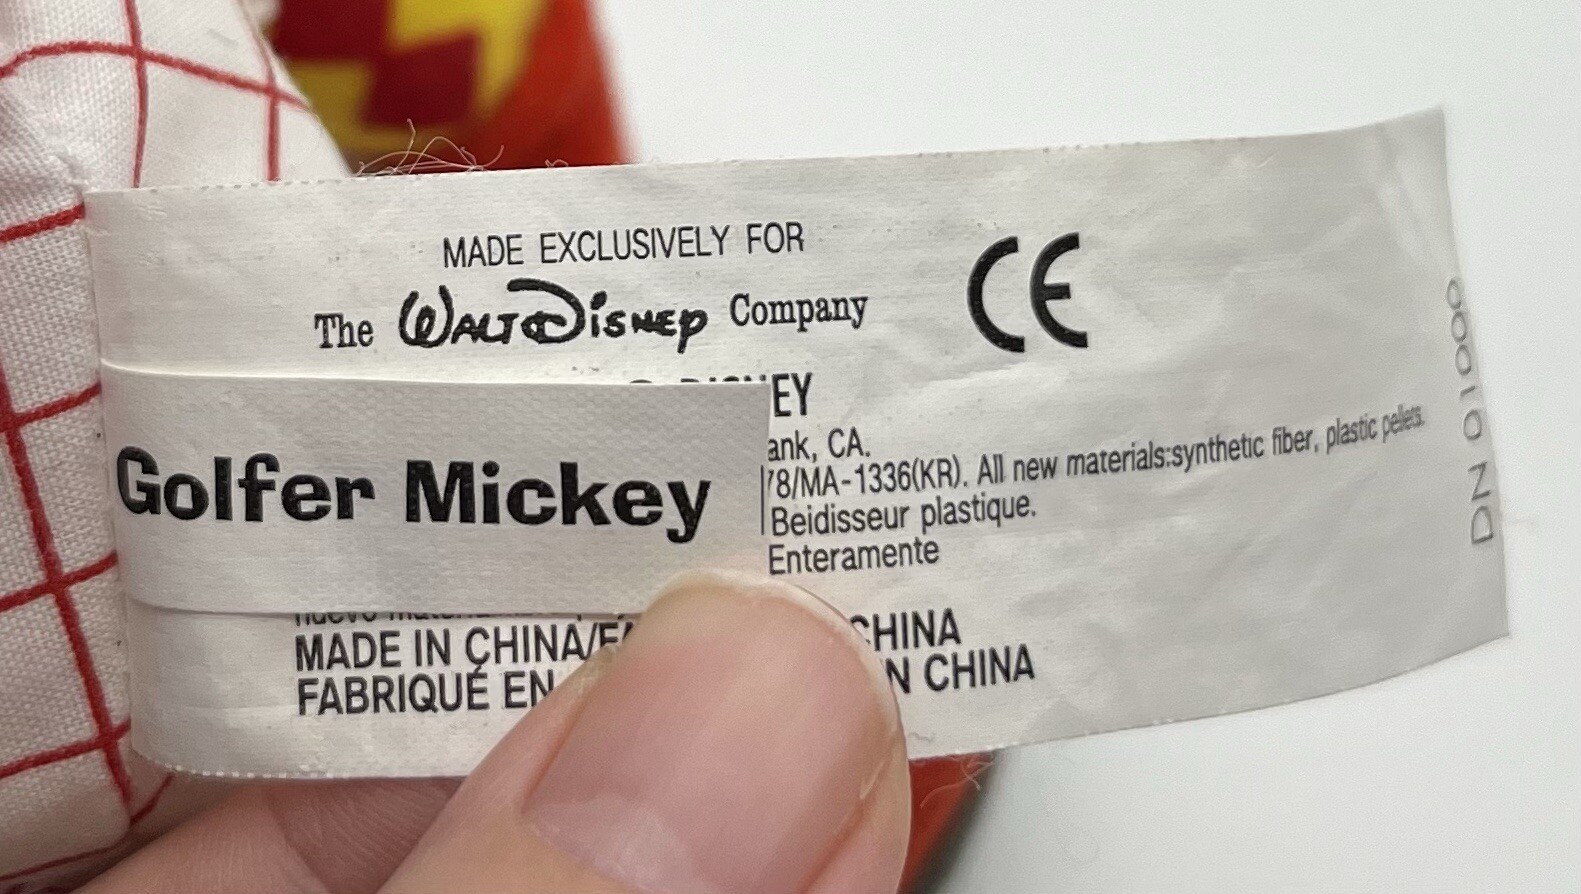 MADE EXCLUSIVELY FOR
The Walt Disney Company
CE
EY
Golfer Mickey
ank, CA.
78/MA-1336(KR). All new materials:synthetic fiber, plastic pellets.
Beidisseur plastique.
Enteramente
MADE IN CHINA/
CHINA
FABRIQUÉ EN
N CHINA
DN 01000